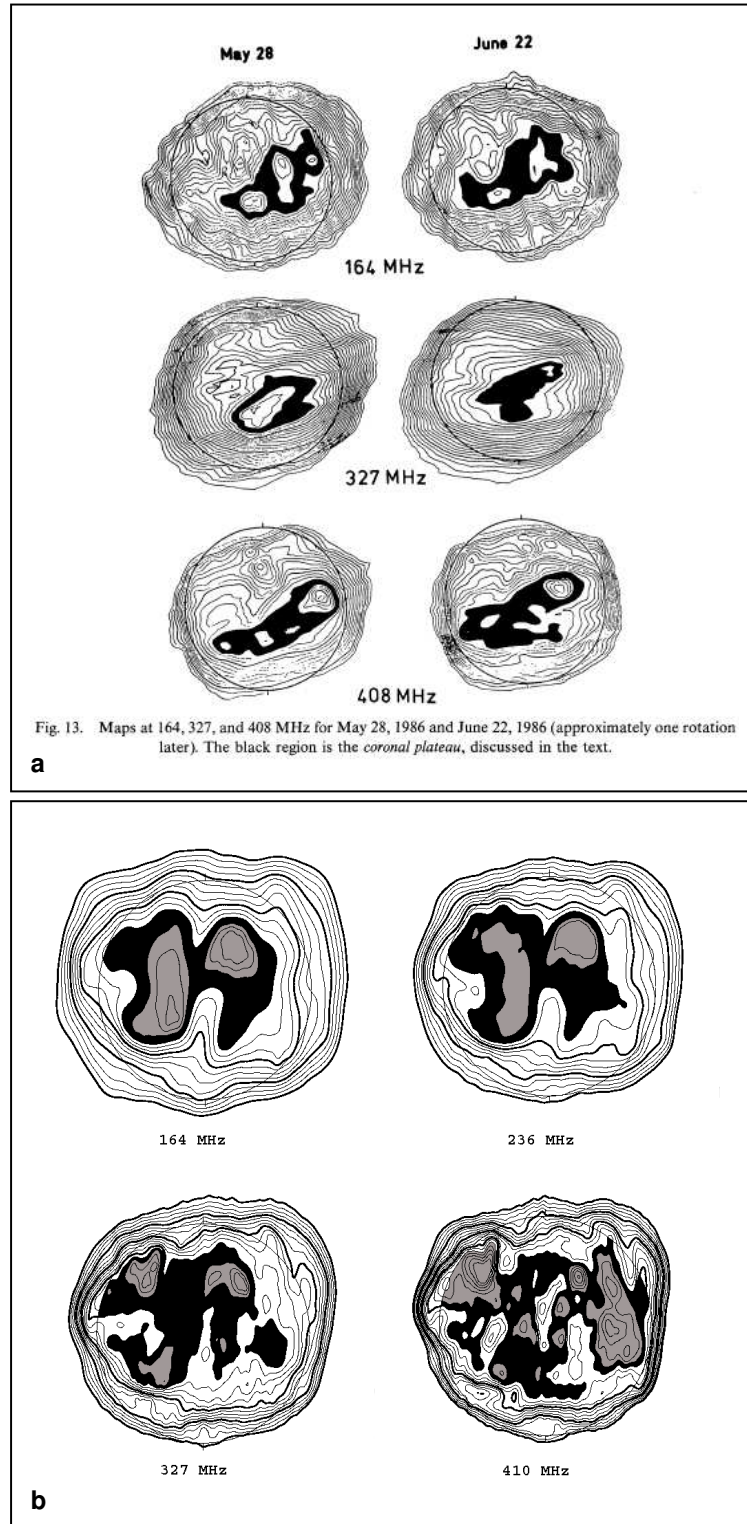 May 28 June 22
164 MHz
327 MHz
408 MHz
Fig. 13. Maps at 164, 327, and 408 MHz for May 28, 1986 and June 22, 1986 (approximately one rotation
later). The black region is the coronal plateau, discussed in the text.
a
164 MHz 236 MHz
327 MHz 410 MHz
b